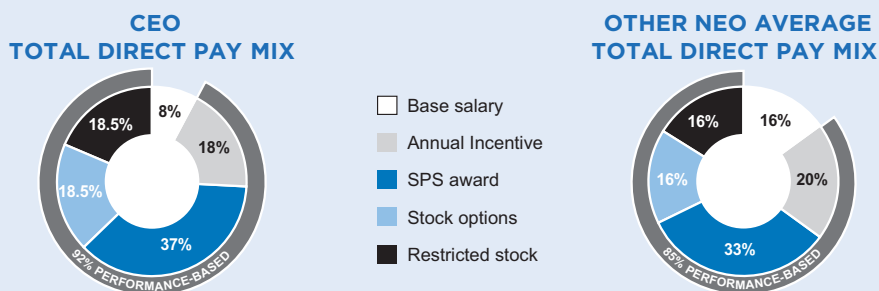 CEO
TOTAL DIRECT PAY MIX
8%
18%
37%
18.5%
18.5%
92% PERFORMANCE-BASED
Base salary
Annual Incentive
SPS award
Stock options
Restricted stock
OTHER NEO AVERAGE
TOTAL DIRECT PAY MIX
16%
20%
33%
16%
16%
85% PERFORMANCE-BASED